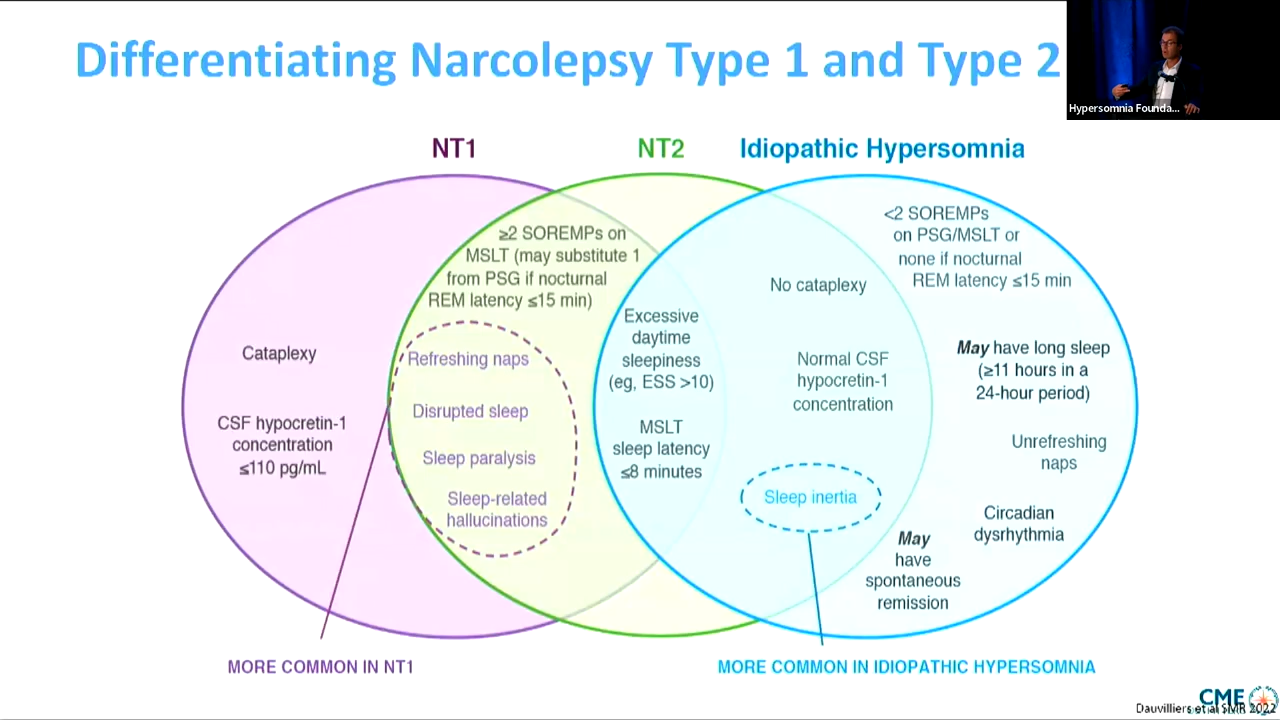 Differentiating Narcolepsy Type 1 and Type 2
Hypersomnia Founda...
NT1
NT2
Idiopathic Hypersomnia
Cataplexy
CSF hypocretin-1
concentration
≤110 pg/mL
≥2 SOREMPs on
MSLT (may substitute 1
from PSG if nocturnal
REM latency ≤15 min)
Refreshing naps
Disrupted sleep
Sleep paralysis
Sleep-related
hallucinations
Excessive
daytime
sleepiness
(eg, ESS >10)
MSLT
sleep latency
≤8 minutes
No cataplexy
Normal CSF
hypocretin-1
concentration
Sleep inertia
<2 SOREMPs
on PSG/MSLT or
none if nocturnal
REM latency ≤15 min
May have long sleep
(≥11 hours in a
24-hour period)
Unrefreshing
naps
Circadian
dysrhythmia
May
have
spontaneous
remission
MORE COMMON IN NT1
MORE COMMON IN IDIOPATHIC HYPERSOMNIA
CME
Dauvilliers et al SMR 2022